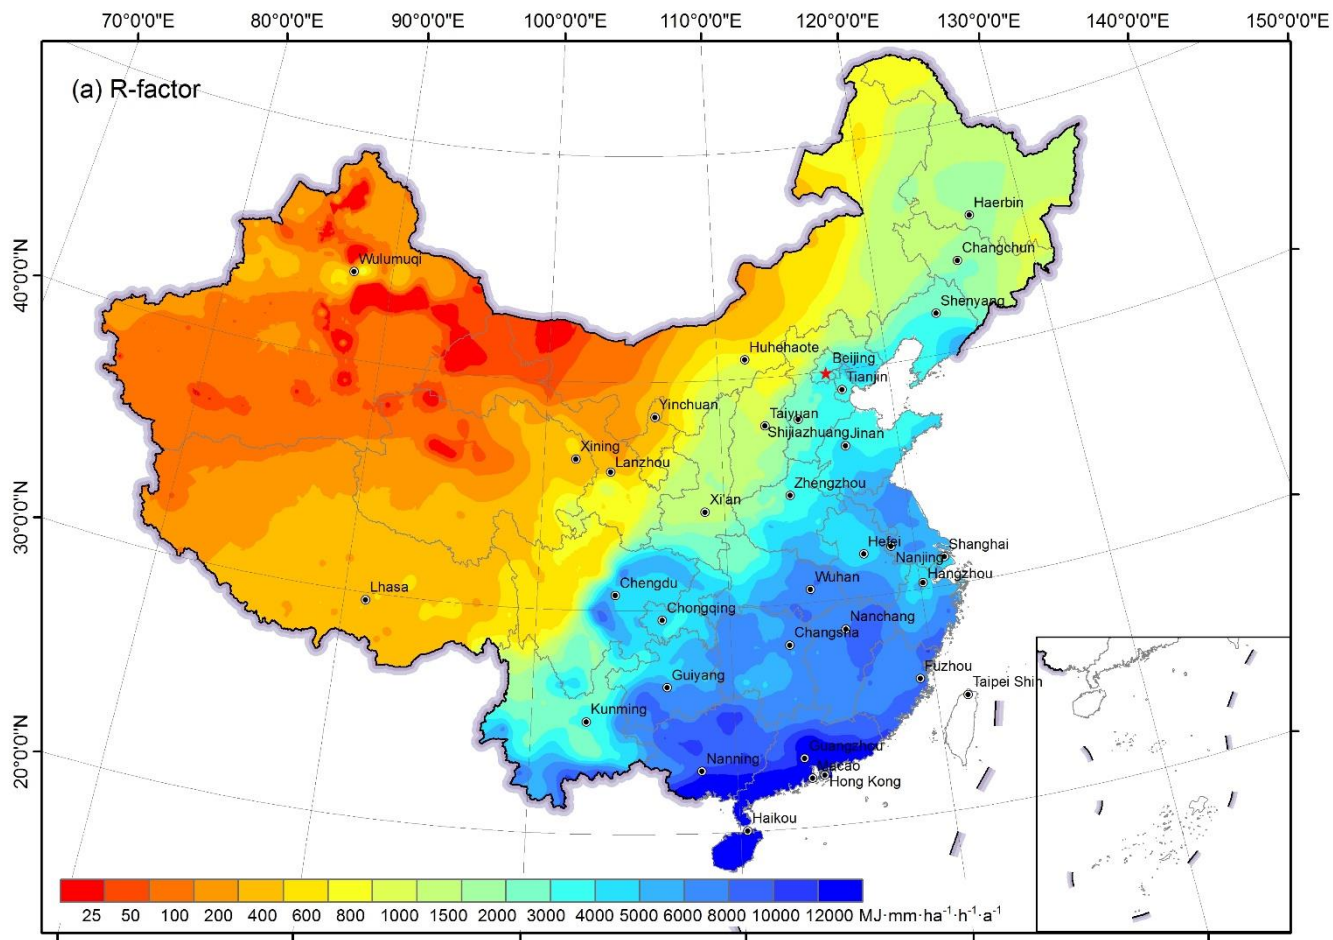 70°0'0"E 80°0'0"E 90°0'0"E 100°0'0"E 110°0'0"E 120°0'0"E 130°0'0"E 140°0'0"E 150°0'0"E
(a) R-factor
40°0'0"N
30°0'0"N
20°0'0"N
Haerbin
Changchun
Wulumuqi
Shenyang
Huhehaote
Beijing
Tianjin
Yinchuan
Taiyuan
Shijiazhuang
Jinan
Xining
Lanzhou
Zhengzhou
Xi'an
Hefei
Shanghai
Nanjing
Hangzhou
Chengdu
Wuhan
Lhasa
Chongqing
Nanchang
Changsha
Fuzhou
Guiyang
Taipei Shih
Kunming
Guangzhou
Nanning
Macao
Hong Kong
Haikou
25 50 100 200 400 600 800 1000 1500 2000 3000 4000 5000 6000 8000 10000 12000 MJ·mm·ha⁻¹·h⁻¹·a⁻¹